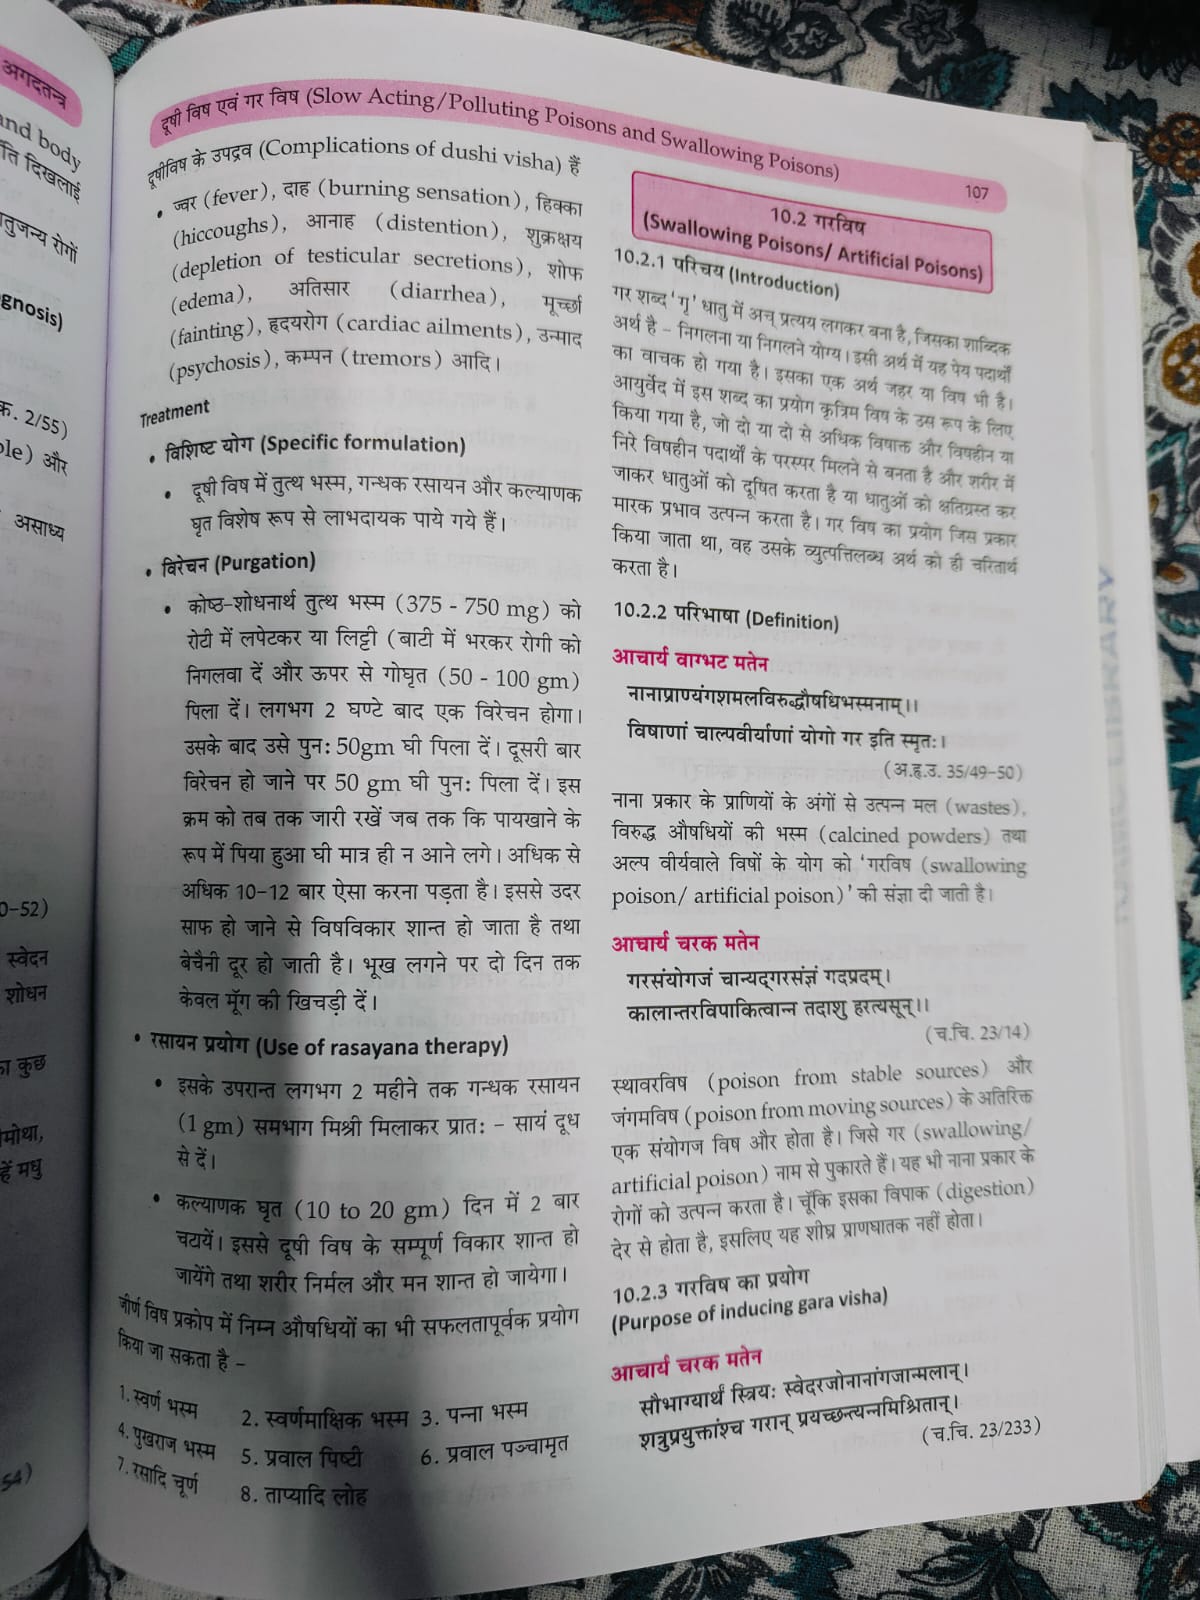 अगदतन्त्र
and body
ति दिखलाई
तुजन्य रोगों
gnosis)
क. 2/55)
ole) और
असाध्य
0-52)
स्वेदन
शोधन
का कुछ
मोथा,
हें मधु
54)
दूषी विष एवं गर विष (Slow Acting/Polluting Poisons and Swallowing Poisons)
107
दूषीविष के उपद्रव (Complications of dushi visha) हैं
• ज्वर (fever), दाह (burning sensation), हिक्का
(hiccoughs), आनाह (distention), शुक्रक्षय
(depletion of testicular secretions), शोफ
(edema), अतिसार (diarrhea), मूर्च्छा
(fainting), हृदयरोग (cardiac ailments), उन्माद
(psychosis), कम्पन (tremors) आदि।
Treatment
• विशिष्ट योग (Specific formulation)
• दूषी विष में तुत्थ भस्म, गन्धक रसायन और कल्याणक
घृत विशेष रूप से लाभदायक पाये गये हैं।
• विरेचन (Purgation)
• कोष्ठ-शोधनार्थ तुत्थ भस्म (375 - 750 mg) को
रोटी में लपेटकर या लिट्टी (बाटी में भरकर रोगी को
निगलवा दें और ऊपर से गोघृत (50 - 100 gm)
पिला दें। लगभग 2 घण्टे बाद एक विरेचन होगा।
उसके बाद उसे पुनः 50gm घी पिला दें। दूसरी बार
विरेचन हो जाने पर 50 gm घी पुनः पिला दें। इस
क्रम को तब तक जारी रखें जब तक कि पायखाने के
रूप में पिया हुआ घी मात्र ही न आने लगे। अधिक से
अधिक 10-12 बार ऐसा करना पड़ता है। इससे उदर
साफ हो जाने से विषविकार शान्त हो जाता है तथा
बेचैनी दूर हो जाती है। भूख लगने पर दो दिन तक
केवल मूँग की खिचड़ी दें।
• रसायन प्रयोग (Use of rasayana therapy)
• इसके उपरान्त लगभग 2 महीने तक गन्धक रसायन
(1 gm) समभाग मिश्री मिलाकर प्रातः - सायं दूध
से दें।
• कल्याणक घृत (10 to 20 gm) दिन में 2 बार
चटायें। इससे दूषी विष के सम्पूर्ण विकार शान्त हो
जायेंगे तथा शरीर निर्मल और मन शान्त हो जायेगा।
जीर्ण विष प्रकोप में निम्न औषधियों का भी सफलतापूर्वक प्रयोग
किया जा सकता है -
1. स्वर्ण भस्म 2. स्वर्णमाक्षिक भस्म 3. पन्ना भस्म
4. पुखराज भस्म 5. प्रवाल पिष्टी 6. प्रवाल पञ्चामृत
7. रसादि चूर्ण 8. ताप्यादि लोह
10.2 गरविष
(Swallowing Poisons/ Artificial Poisons)
10.2.1 परिचय (Introduction)
गर शब्द 'गृ' धातु में अच् प्रत्यय लगकर बना है, जिसका शाब्दिक
अर्थ है - निगलना या निगलने योग्य। इसी अर्थ में यह पेय पदार्थों
का वाचक हो गया है। इसका एक अर्थ जहर या विष भी है।
आयुर्वेद में इस शब्द का प्रयोग कृत्रिम विष के उस रूप के लिए
किया गया है, जो दो या दो से अधिक विषाक्त और विषहीन या
निरे विषहीन पदार्थों के परस्पर मिलने से बनता है और शरीर में
जाकर धातुओं को दूषित करता है या धातुओं को क्षतिग्रस्त कर
मारक प्रभाव उत्पन्न करता है। गर विष का प्रयोग जिस प्रकार
किया जाता था, वह उसके व्युत्पत्तिलब्ध अर्थ को ही चरितार्थ
करता है।
10.2.2 परिभाषा (Definition)
आचार्य वाग्भट मतेन
नानाप्राण्यंगशमलविरुद्धौषधिभस्मनाम्।।
विषाणां चाल्पवीर्याणां योगो गर इति स्मृतः।
(अ.हृ.उ. 35/49-50)
नाना प्रकार के प्राणियों के अंगों से उत्पन्न मल (wastes),
विरुद्ध औषधियों की भस्म (calcined powders) तथा
अल्प वीर्यवाले विषों के योग को 'गरविष (swallowing
poison/ artificial poison)' की संज्ञा दी जाती है।
आचार्य चरक मतेन
गरसंयोगजं चान्यद्गरसंज्ञं गदप्रदम्।
कालान्तरविपाकित्वान्न तदाशु हरत्यसून्।।
(च.चि. 23/14)
स्थावरविष (poison from stable sources) और
जंगमविष (poison from moving sources) के अतिरिक्त
एक संयोगज विष और होता है। जिसे गर (swallowing/
artificial poison) नाम से पुकारते हैं। यह भी नाना प्रकार के
रोगों को उत्पन्न करता है। चूँकि इसका विपाक (digestion)
देर से होता है, इसलिए यह शीघ्र प्राणघातक नहीं होता।
10.2.3 गरविष का प्रयोग
(Purpose of inducing gara visha)
आचार्य चरक मतेन
सौभाग्यार्थं स्त्रियः स्वेदरजोनानांगजान्मलान्।
शत्रुप्रयुक्तांश्च गरान् प्रयच्छन्त्यन्नमिश्रितान्।
(च.चि. 23/233)